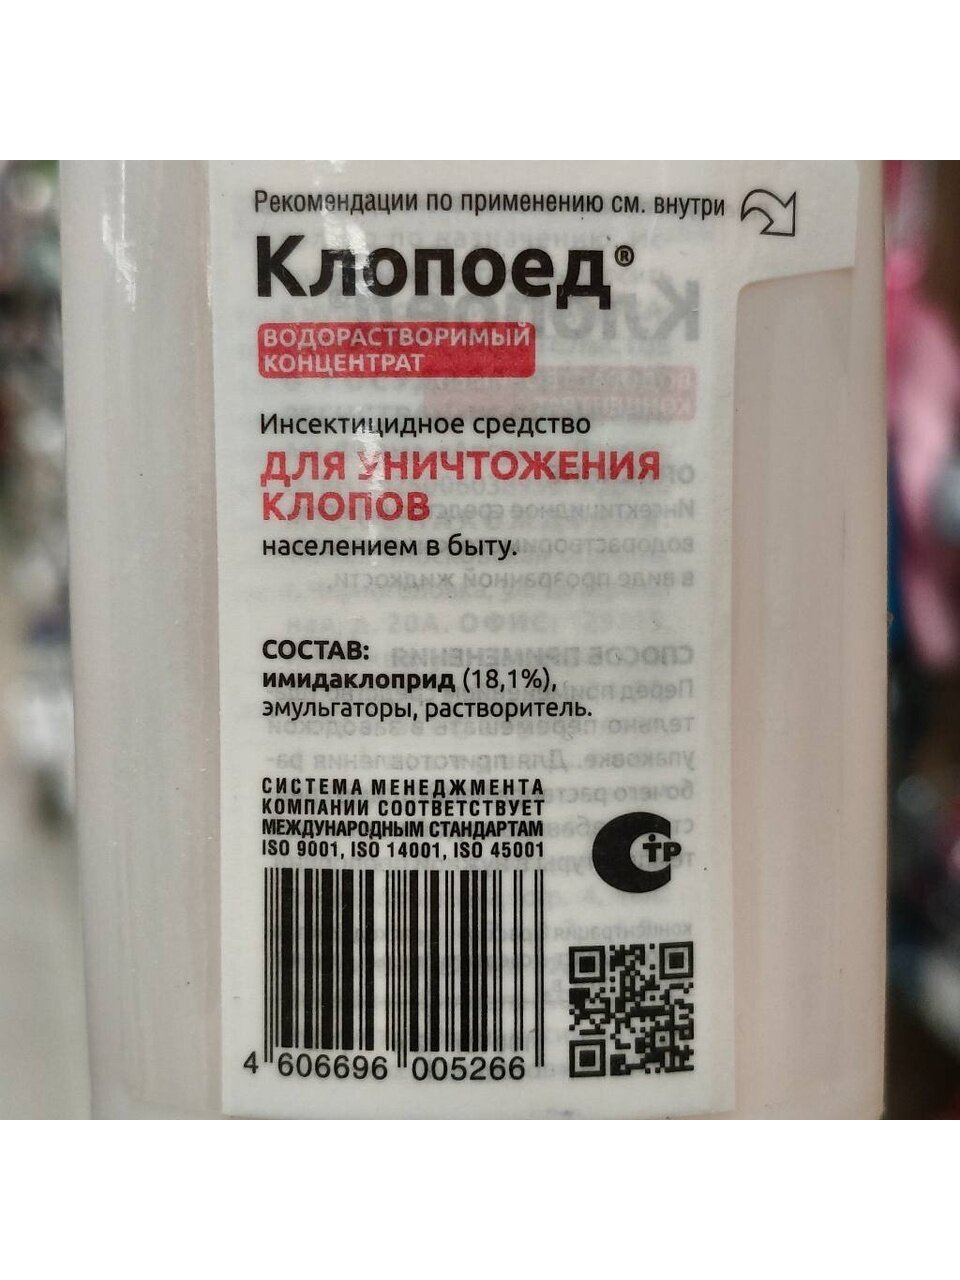 Рекомендации по применению см. внутри
Клопоед®
ВОДОРАСТВОРИМЫЙ
КОНЦЕНТРАТ
Инсектицидное средство
ДЛЯ УНИЧТОЖЕНИЯ
КЛОПОВ
населением в быту.
СОСТАВ:
имидаклоприд (18,1%),
эмульгаторы, растворитель.
СИСТЕМА МЕНЕДЖМЕНТА
КОМПАНИИ СООТВЕТСТВУЕТ
МЕЖДУНАРОДНЫМ СТАНДАРТАМ
ISO 9001, ISO 14001, ISO 45001
СТР
4 606696 005266